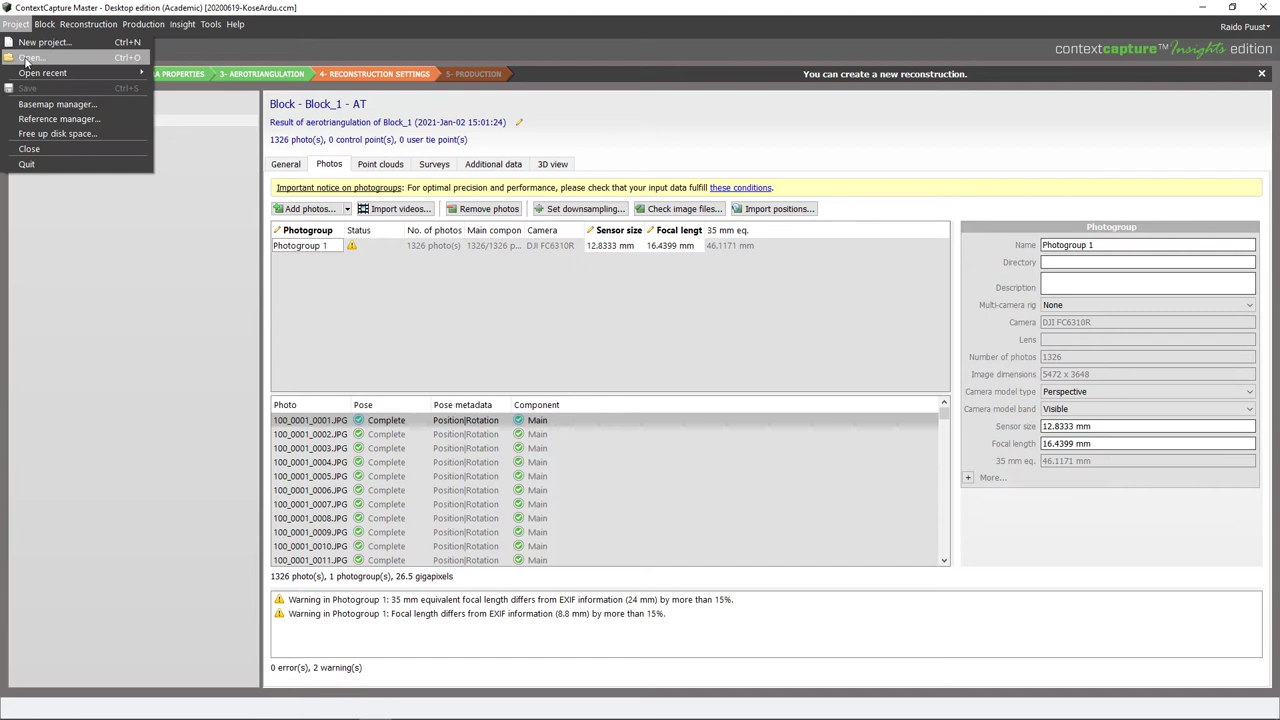 ContextCapture Master - Desktop edition (Academic) [20200619-KoseArdu.ccm]
Project Block Reconstruction Production Insight Tools Help
Raido Puust
New project... Ctrl+N
Open... Ctrl+O
Open recent
Save Ctrl+S
Basemap manager...
Reference manager...
Free up disk space...
Close
Quit
contextcapture™ Insights edition
A PROPERTIES 3- AEROTRIANGULATION 4- RECONSTRUCTION SETTINGS 5- PRODUCTION
You can create a new reconstruction.
Block - Block_1 - AT
Result of aerotriangulation of Block_1 (2021-Jan-02 15:01:24)
1326 photo(s), 0 control point(s), 0 user tie point(s)
General Photos Point clouds Surveys Additional data 3D view
Important notice on photogroups: For optimal precision and performance, please check that your input data fulfill these conditions.
Add photos... Import videos... Remove photos Set downsampling... Check image files... Import positions...
Photogroup Status No. of photos Main compon Camera Sensor size Focal lengt 35 mm eq.
Photogroup 1 1326 photo(s) 1326/1326 p... DJI FC6310R 12.8333 mm 16.4399 mm 46.1171 mm
Photogroup
Name Photogroup 1
Directory
Description
Multi-camera rig None
Camera DJI FC6310R
Lens
Number of photos 1326
Image dimensions 5472 x 3648
Camera model type Perspective
Camera model band Visible
Sensor size 12.8333 mm
Focal length 16.4399 mm
35 mm eq. 46.1171 mm
+ More...
Photo Pose Pose metadata Component
100_0001_0001.JPG Complete Position|Rotation Main
100_0001_0002.JPG Complete Position|Rotation Main
100_0001_0003.JPG Complete Position|Rotation Main
100_0001_0004.JPG Complete Position|Rotation Main
100_0001_0005.JPG Complete Position|Rotation Main
100_0001_0006.JPG Complete Position|Rotation Main
100_0001_0007.JPG Complete Position|Rotation Main
100_0001_0008.JPG Complete Position|Rotation Main
100_0001_0009.JPG Complete Position|Rotation Main
100_0001_0010.JPG Complete Position|Rotation Main
100_0001_0011.JPG Complete Position|Rotation Main
1326 photo(s), 1 photogroup(s), 26.5 gigapixels
Warning in Photogroup 1: 35 mm equivalent focal length differs from EXIF information (24 mm) by more than 15%.
Warning in Photogroup 1: Focal length differs from EXIF information (8.8 mm) by more than 15%.
0 error(s), 2 warning(s)